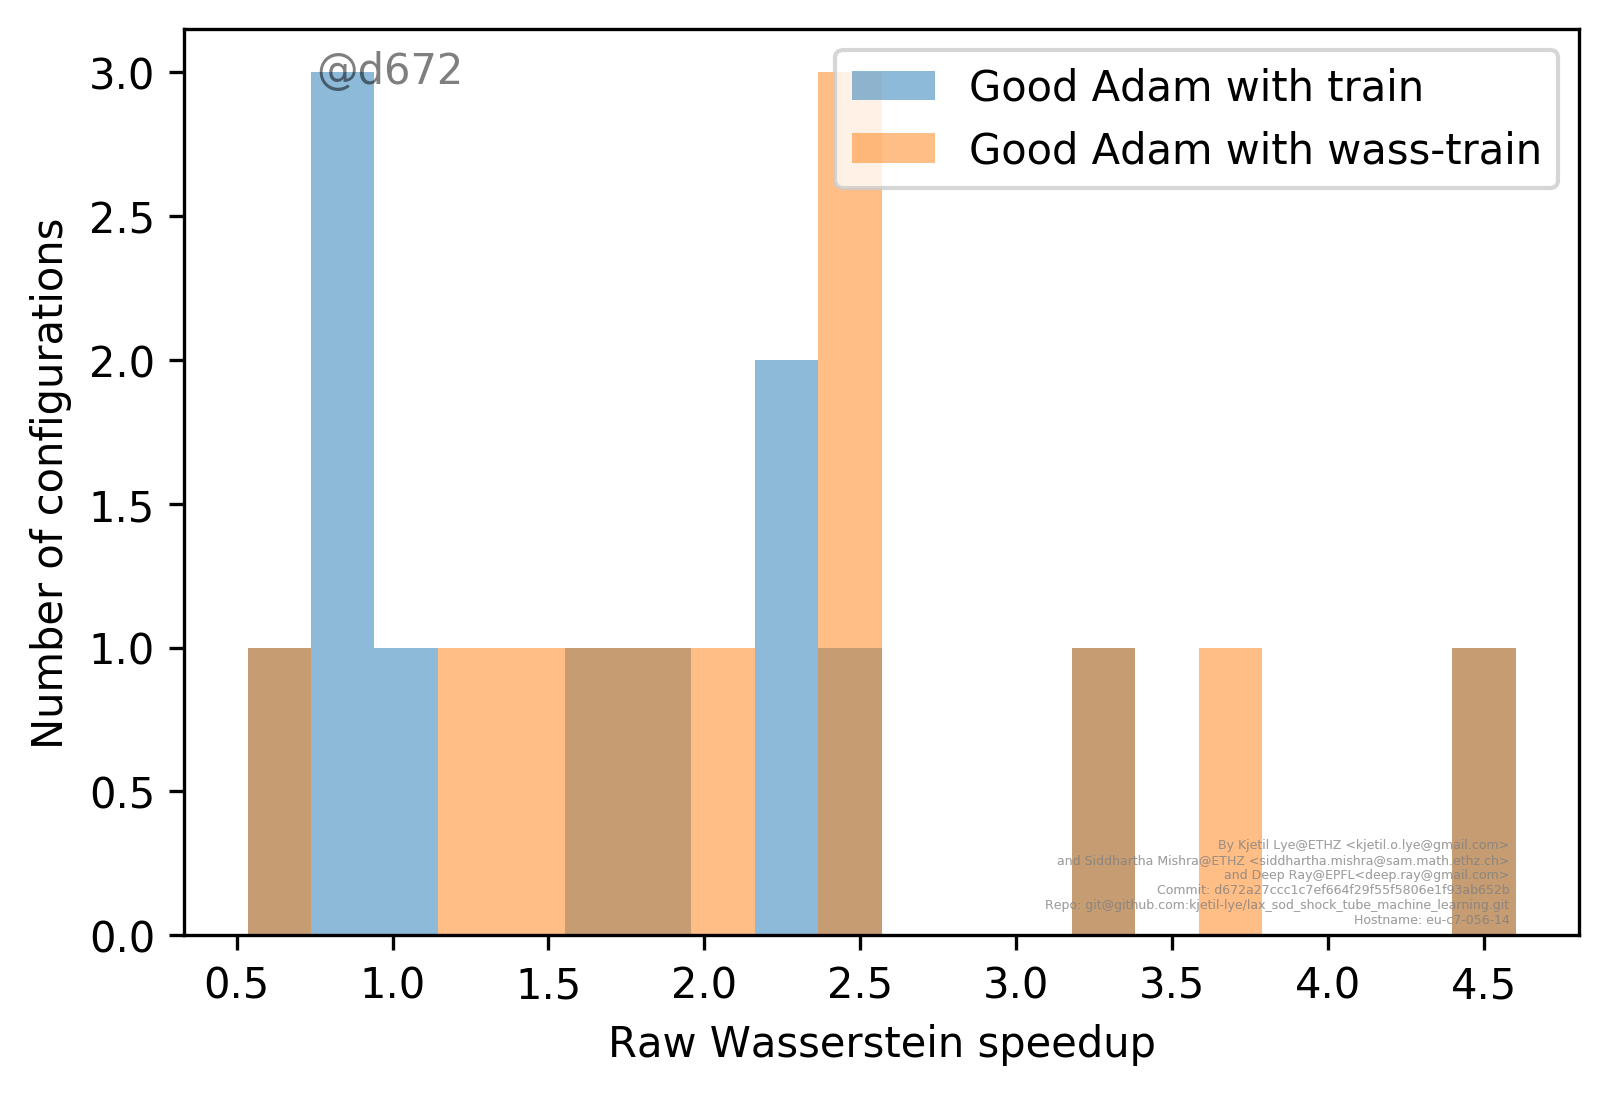 @d672
Good Adam with train
Good Adam with wass-train
Number of configurations
3.0
2.5
2.0
1.5
1.0
0.5
0.0
By Kjetil Lye@ETHZ <kjetil.o.lye@gmail.com>
and Siddhartha Mishra@ETHZ <siddhartha.mishra@sam.math.ethz.ch>
and Deep Ray@EPFL<deep.ray@gmail.com>
Commit: d672a27ccc1c7ef664f29f55f5806e1f93ab652b
Repo: git@github.com:kjetil-lye/lax_sod_shock_tube_machine_learning.git
Hostname: eu-c7-056-14
0.5 1.0 1.5 2.0 2.5 3.0 3.5 4.0 4.5
Raw Wasserstein speedup